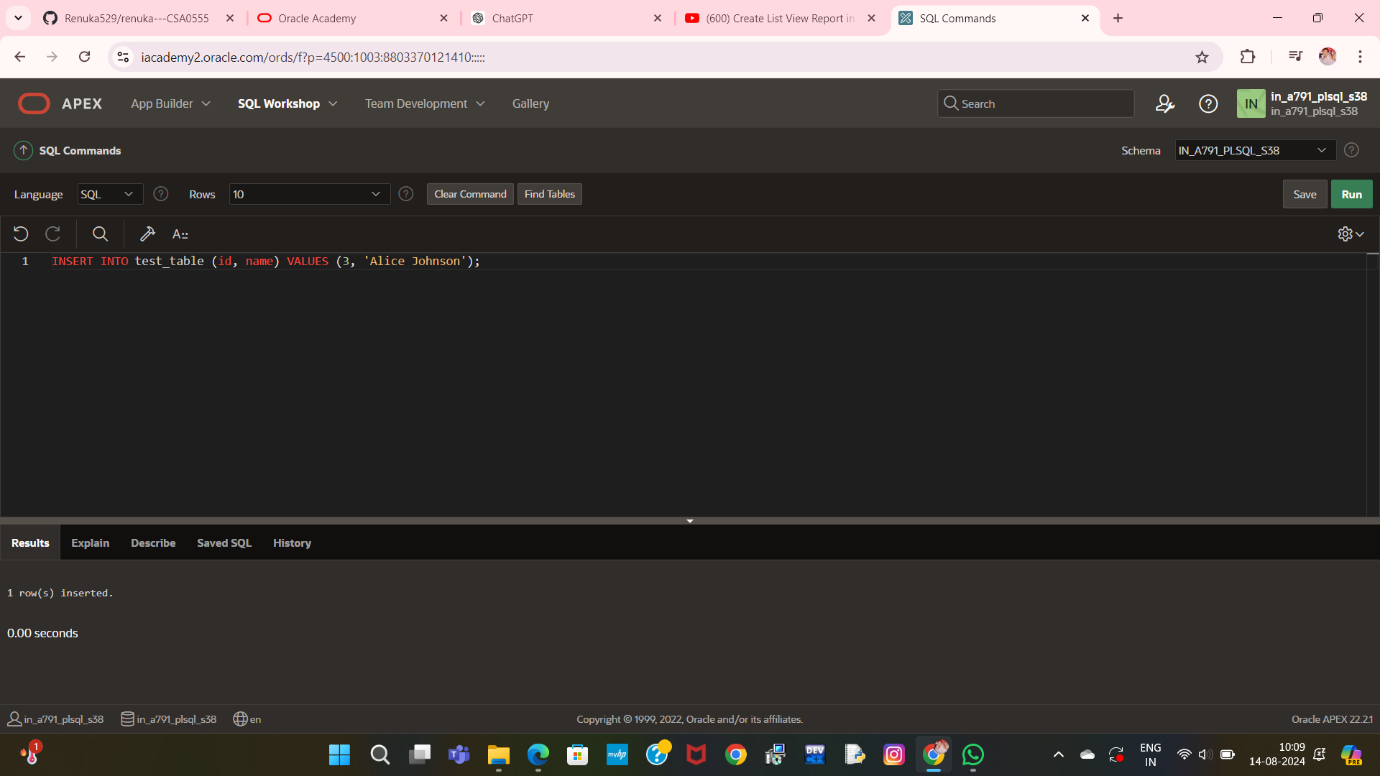 Renuka529/renuka---CSA0555
Oracle Academy
ChatGPT
(600) Create List View Report in
SQL Commands
iacademy2.oracle.com/ords/f?p=4500:1003:8803370121410:::::
APEX
App Builder
SQL Workshop
Team Development
Gallery
Search
IN
in_a791_plsql_s38
in_a791_plsql_s38
SQL Commands
Schema
IN_A791_PLSQL_S38
Language
SQL
Rows
10
Clear Command
Find Tables
Save
Run
1 INSERT INTO test_table (id, name) VALUES (3, 'Alice Johnson');
Results
Explain
Describe
Saved SQL
History
1 row(s) inserted.
0.00 seconds
in_a791_plsql_s38
in_a791_plsql_s38
en
Copyright © 1999, 2022, Oracle and/or its affiliates.
Oracle APEX 22.2.1
1
myhp
DEV
ENG
IN
10:09
14-08-2024
PRE